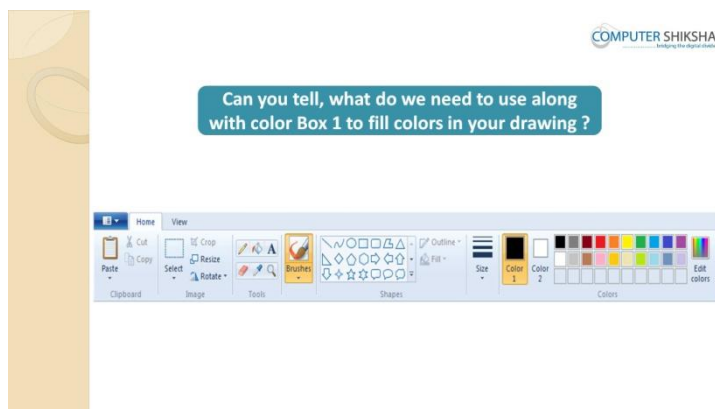 COMPUTER SHIKSHA
bridging the digital divide
Can you tell, what do we need to use along
with color Box 1 to fill colors in your drawing ?
Home View
Cut
Copy
Paste
Clipboard
Select
Crop
Resize
Rotate
Image
A
Tools
Brushes
Shapes
Outline
Fill
Size
Color
1
Color
2
Colors
Edit
colors